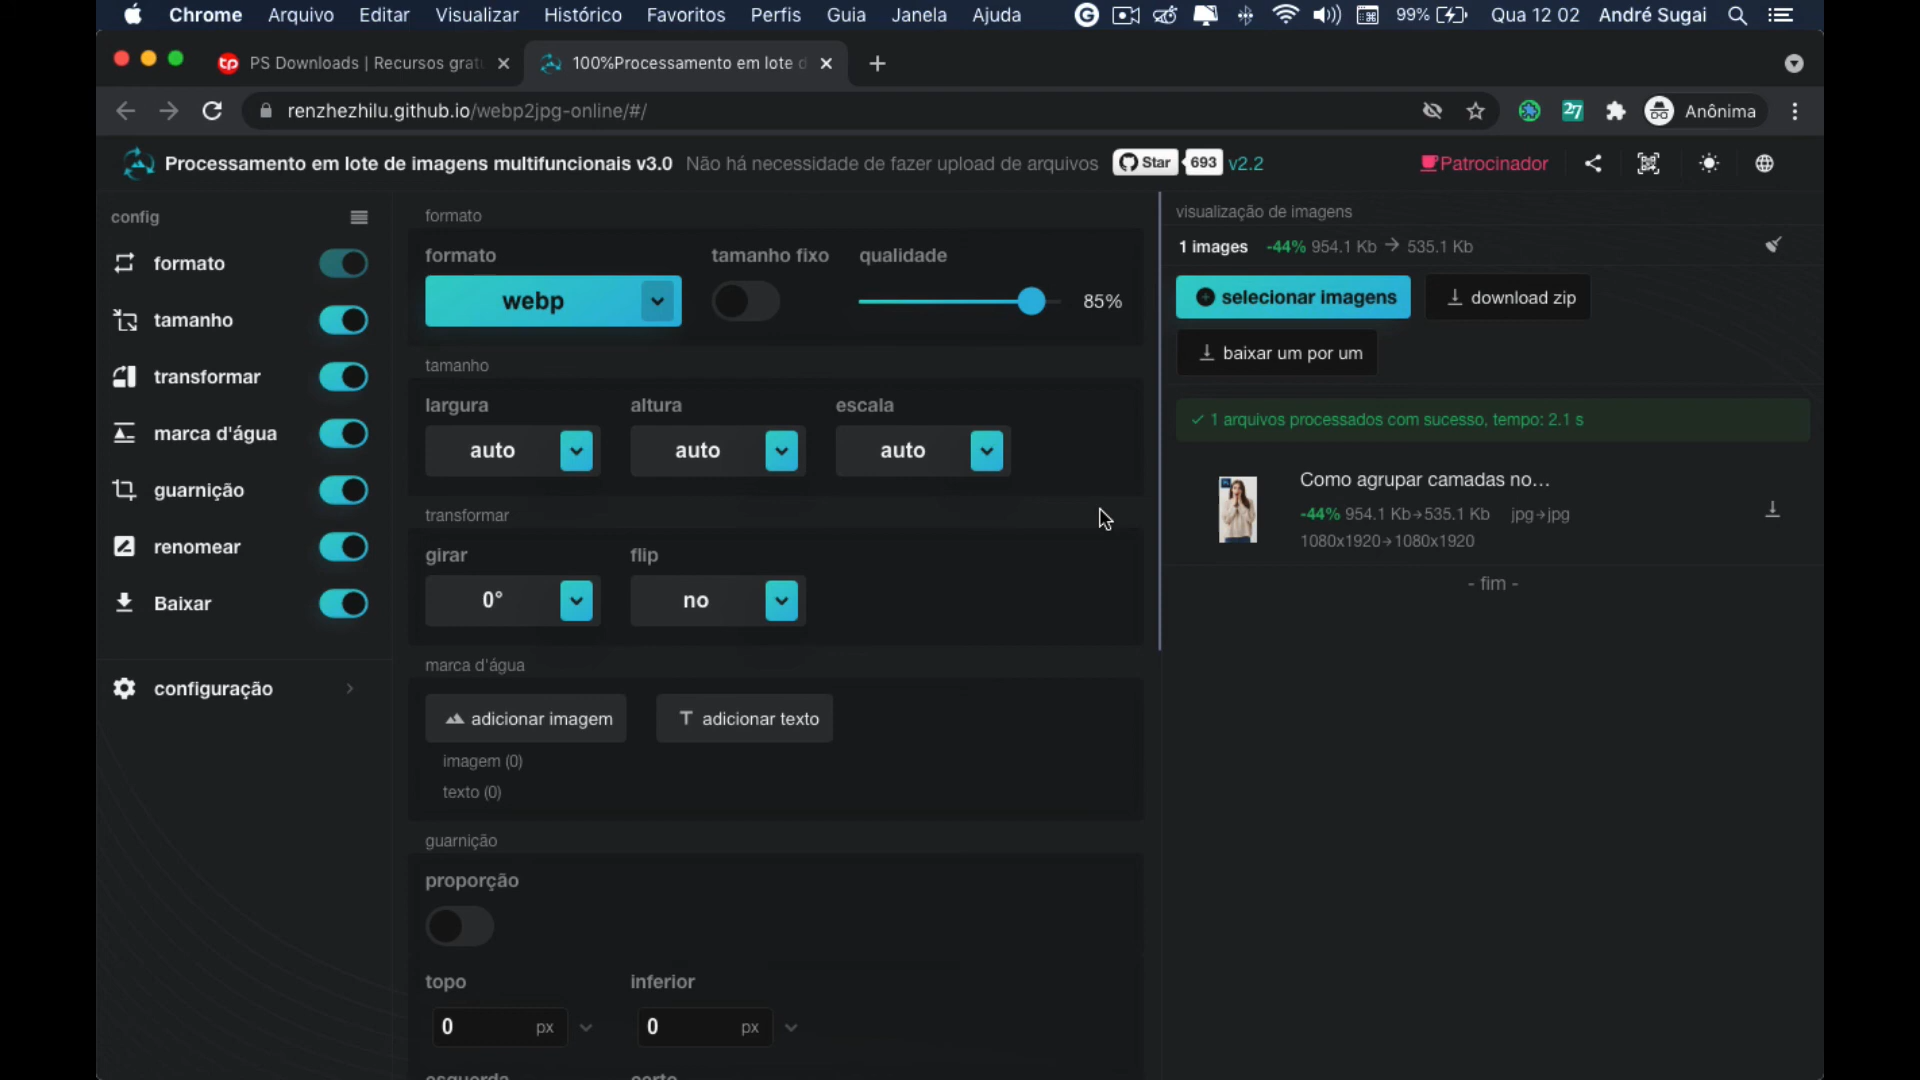 Chrome Arquivo Editar Visualizar Histórico Favoritos Perfis Guia Janela Ajuda 99% Qua 12 02 André Sugai
tp PS Downloads | Recursos grat 100%Processamento em lote d
renzhezhilu.github.io/webp2jpg-online/#/ 27 Anônima
Processamento em lote de imagens multifuncionais v3.0 Não há necessidade de fazer upload de arquivos Star 693 v2.2 Patrocinador
config
formato
tamanho
transformar
marca d'água
guarnição
renomear
Baixar
configuração
formato
formato tamanho fixo qualidade
webp 85%
tamanho
largura altura escala
auto auto auto
transformar
girar flip
0° no
marca d'água
adicionar imagem adicionar texto
imagem (0)
texto (0)
guarnição
proporção
topo inferior
0 px 0 px
esquerda certo
visualização de imagens
1 images -44% 954.1 Kb → 535.1 Kb
selecionar imagens download zip
baixar um por um
✓ 1 arquivos processados com sucesso, tempo: 2.1 s
Como agrupar camadas no...
-44% 954.1 Kb→535.1 Kb jpg→jpg
1080x1920→1080x1920
- fim -